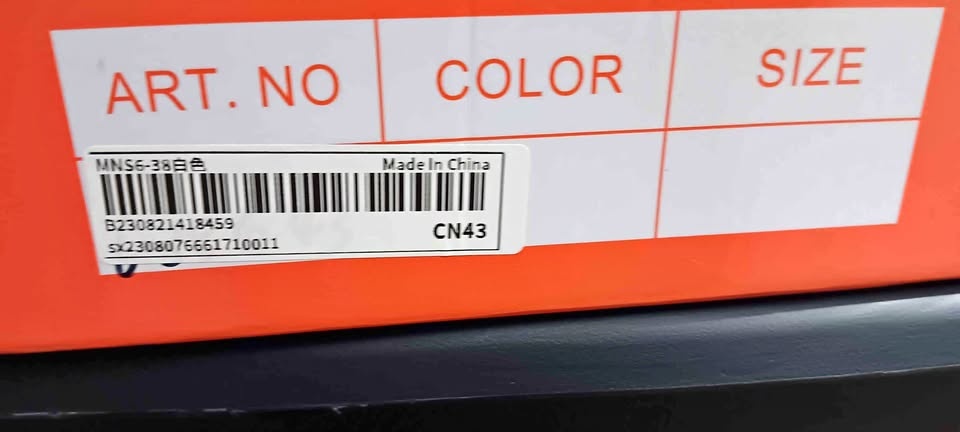 ART. NO COLOR SIZE
MNS6-38白色 Made In China
B230821418459
sx2308076661710011 CN43